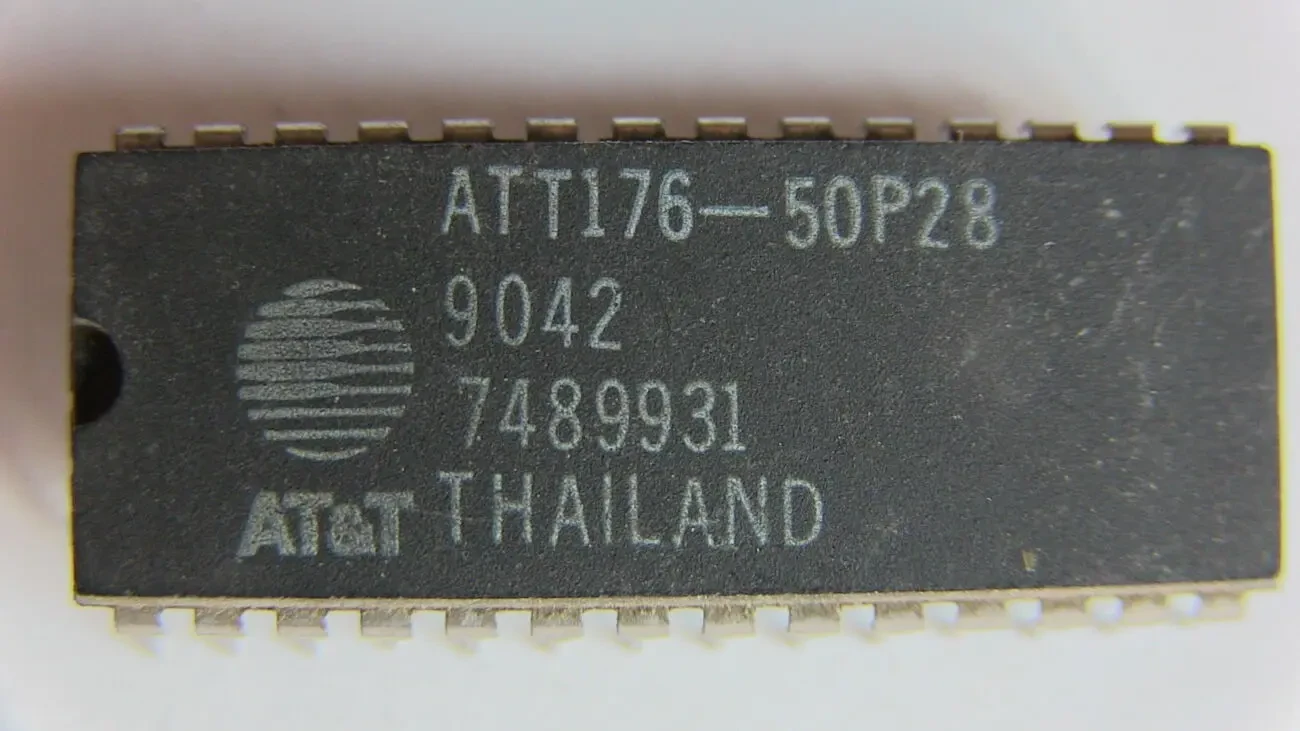 ATT176-50P28
9042
7489931
AT&T THAILAND